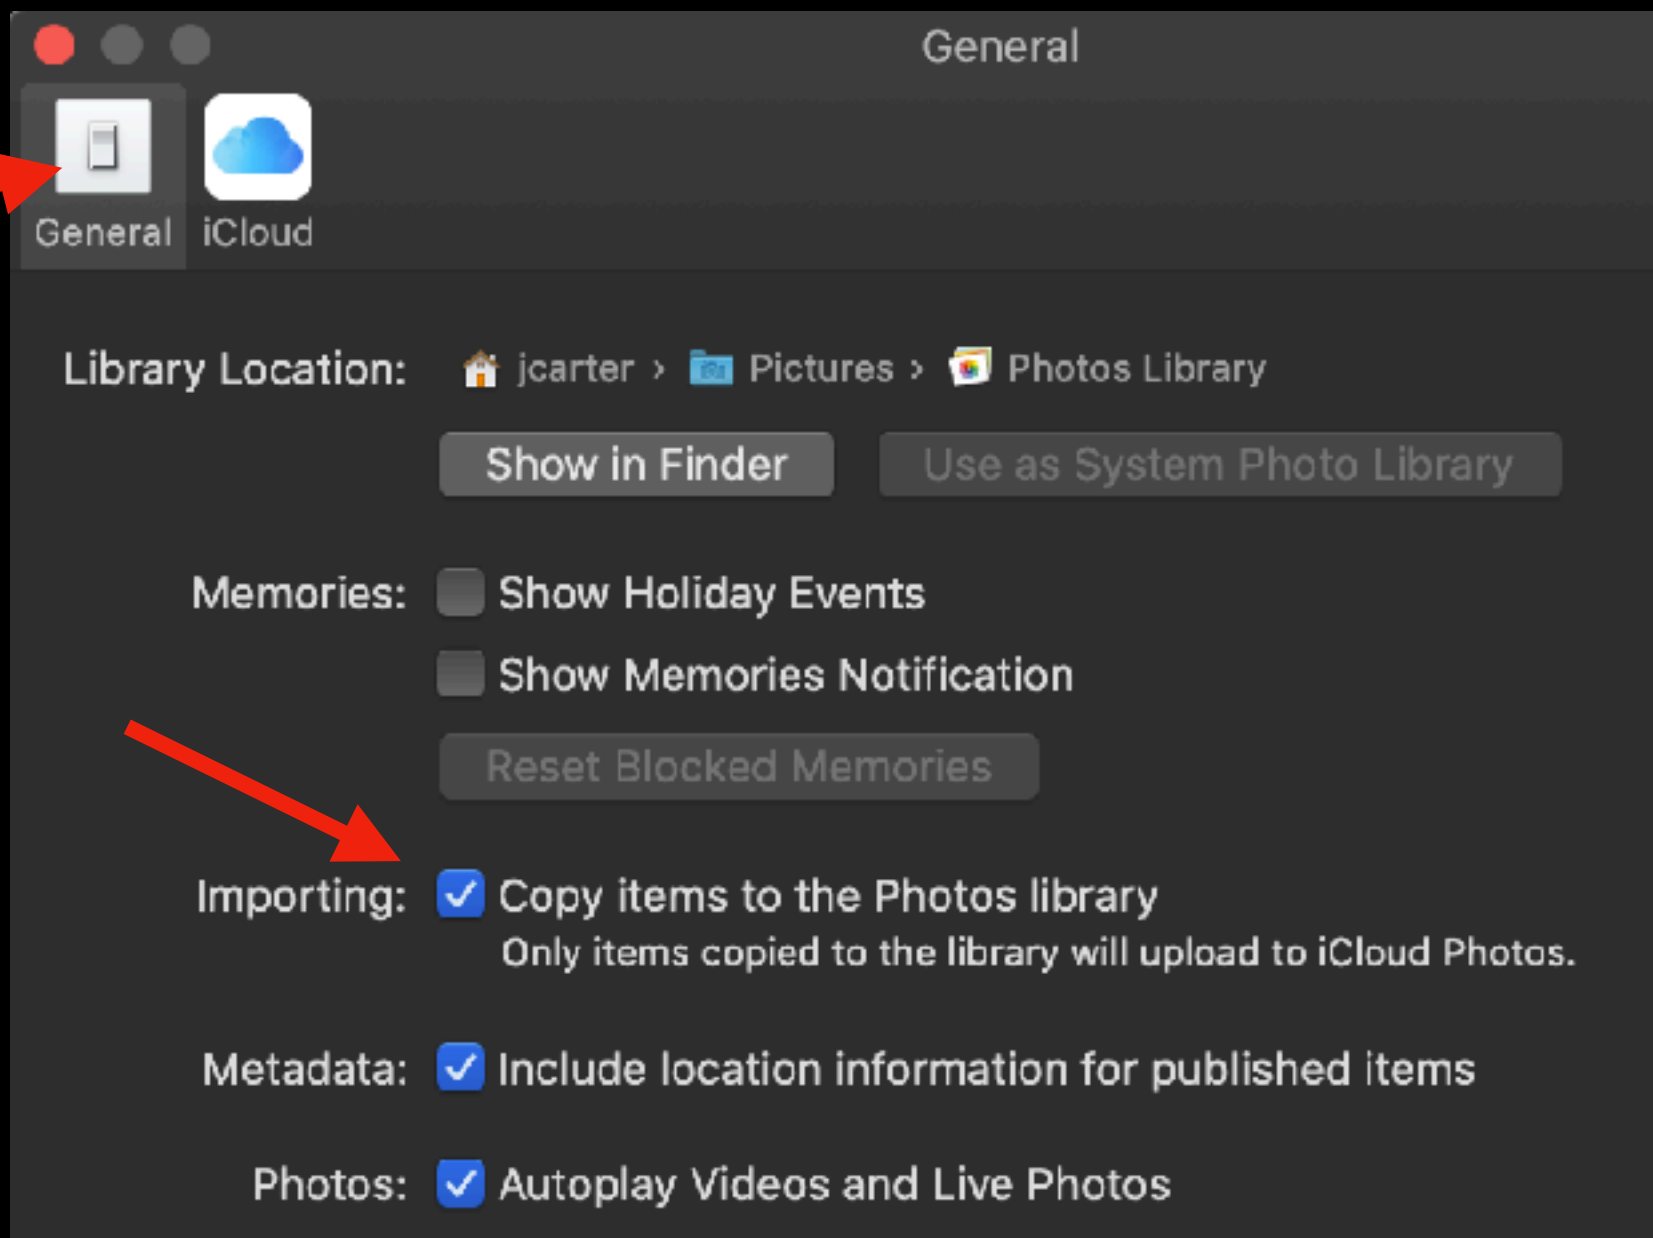 General
General iCloud
Library Location: jcarter › Pictures › Photos Library
Show in Finder Use as System Photo Library
Memories: Show Holiday Events
Show Memories Notification
Reset Blocked Memories
Importing: Copy items to the Photos library
Only items copied to the library will upload to iCloud Photos.
Metadata: Include location information for published items
Photos: Autoplay Videos and Live Photos